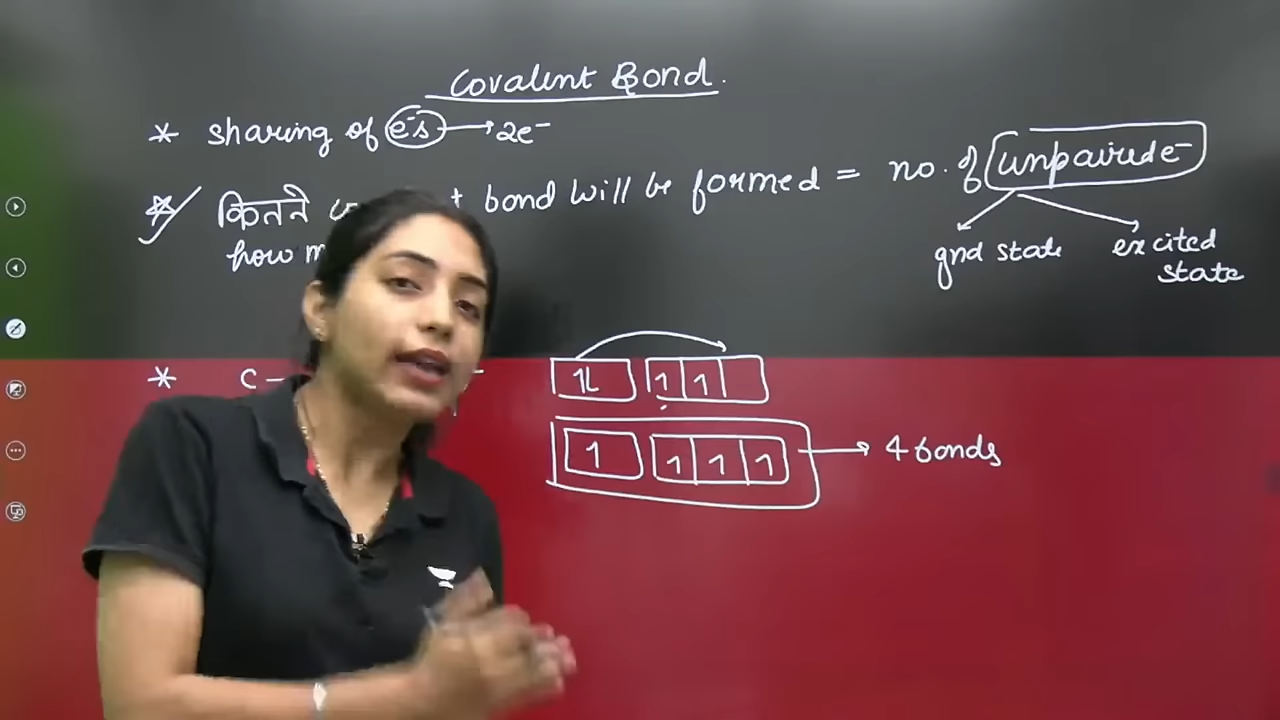 Covalent Bond.
* sharing of e⁻s → 2e⁻
* कितने bond will be formed = no. of unpaired e⁻
how
gnd state
excited state
* C –
1L 1 1
1 1 1 1 → 4 bonds